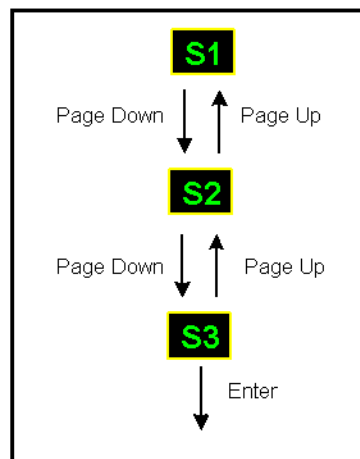 S1
Page Down Page Up
S2
Page Down Page Up
S3
Enter